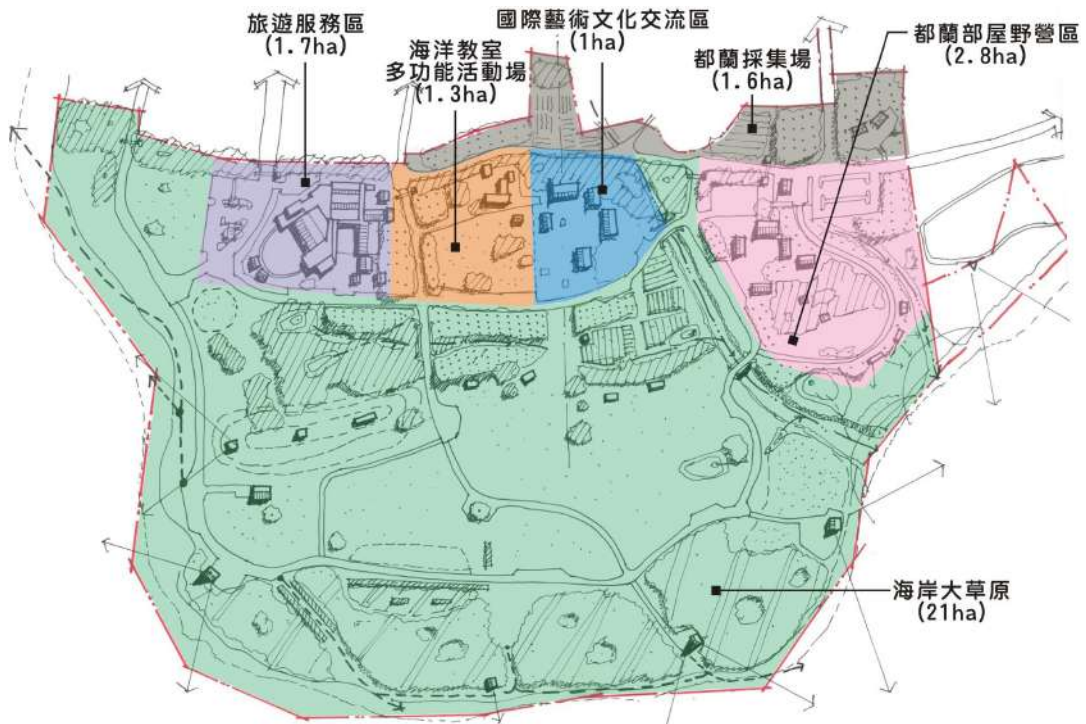 旅遊服務區
(1.7ha)
海洋教室
多功能活動場
(1.3ha)
國際藝術文化交流區
(1ha)
都蘭採集場
(1.6ha)
都蘭部屋野營區
(2.8ha)
海岸大草原
(21ha)